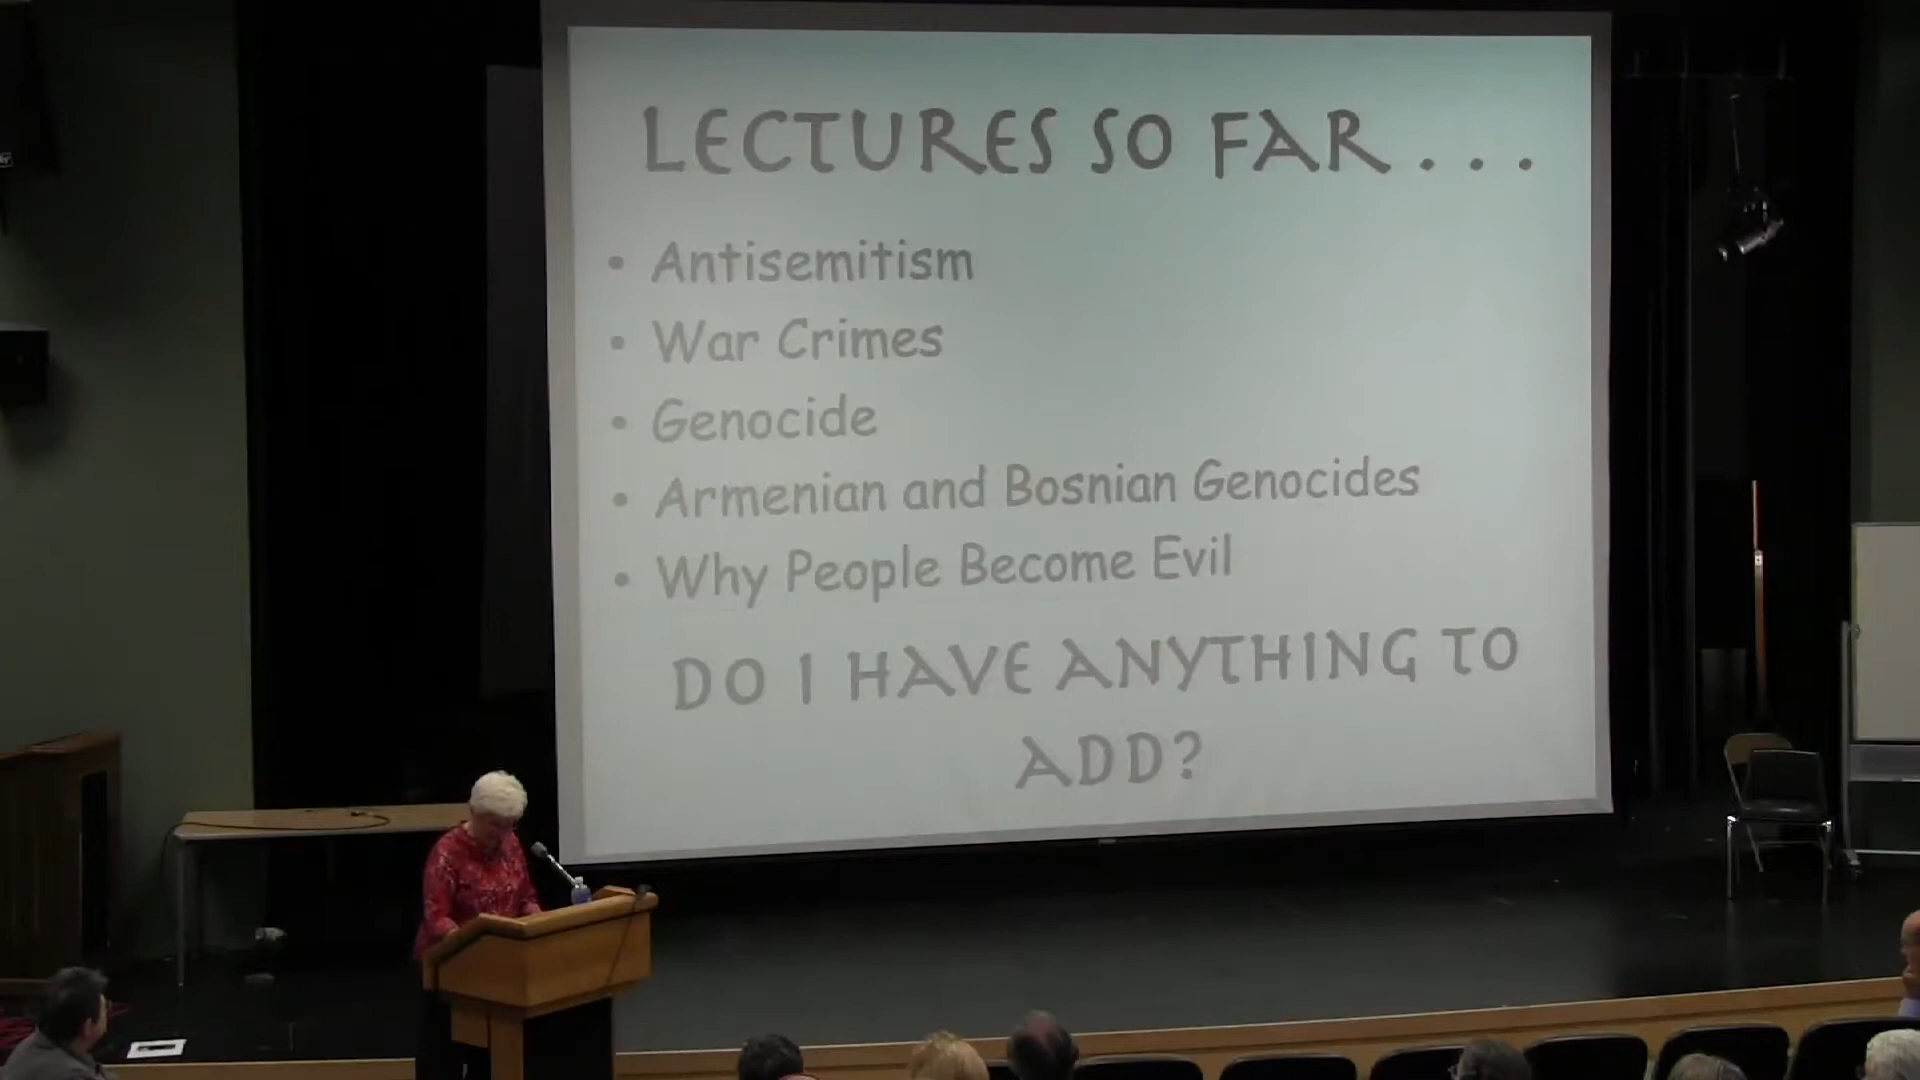 LECTURES SO FAR . . .
• Antisemitism
• War Crimes
• Genocide
• Armenian and Bosnian Genocides
• Why People Become Evil
DO I HAVE ANYTHING TO
ADD?